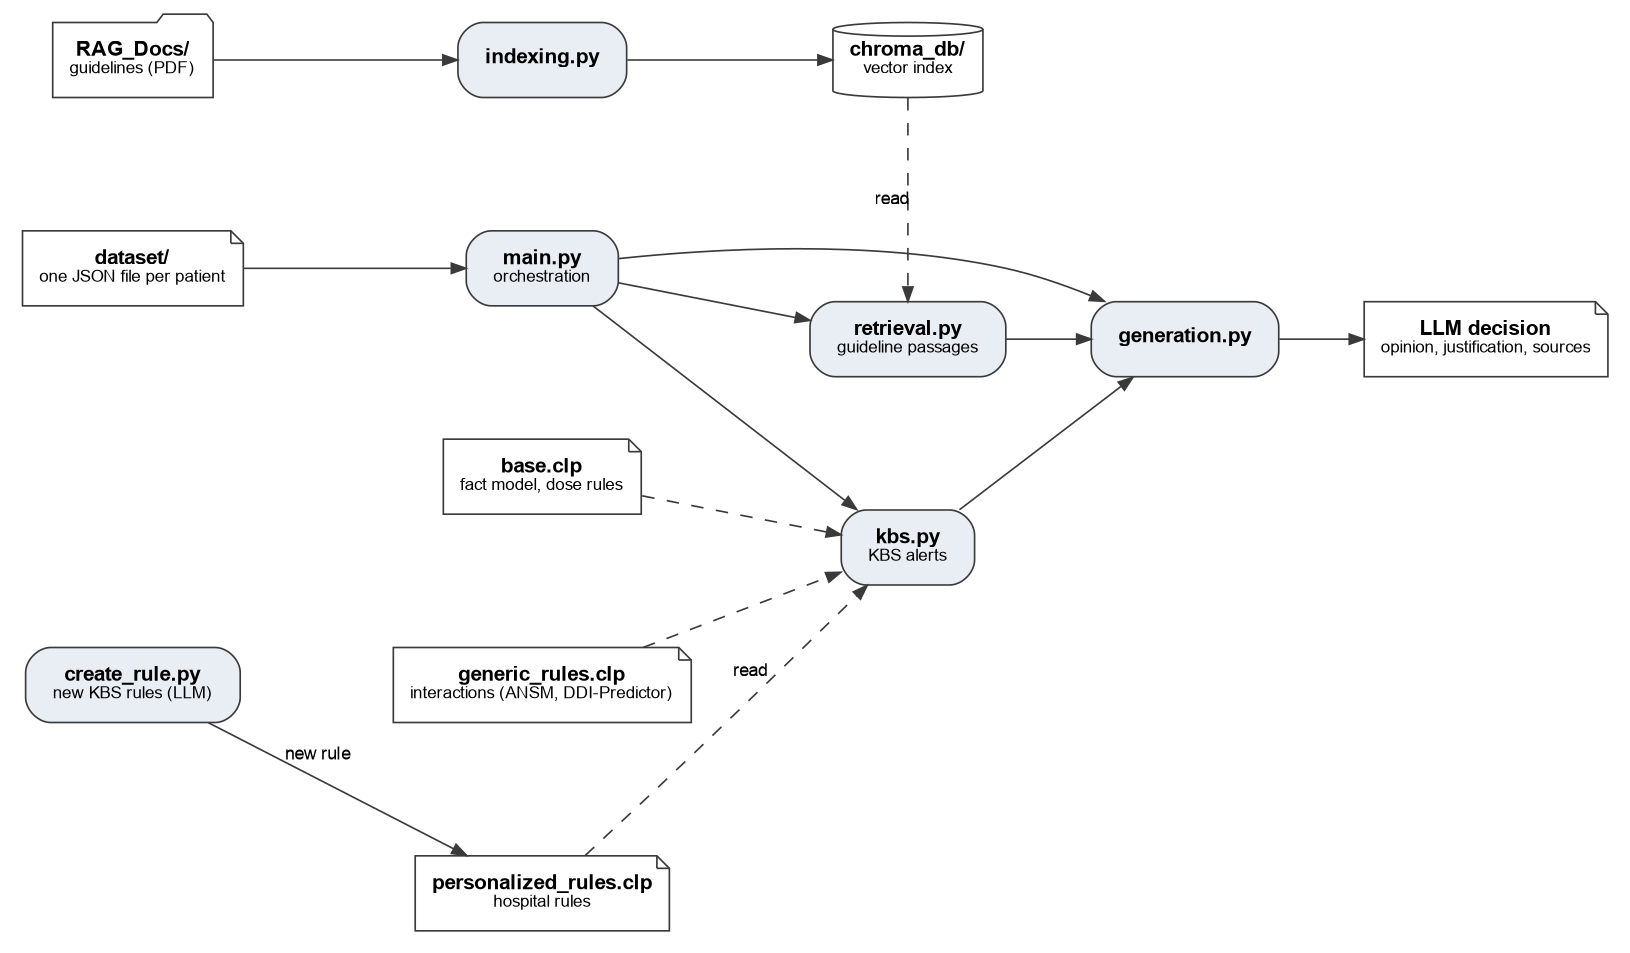 RAG_Docs/
guidelines (PDF)
indexing.py
chroma_db/
vector index
read
dataset/
one JSON file per patient
main.py
orchestration
retrieval.py
guideline passages
generation.py
LLM decision
opinion, justification, sources
base.clp
fact model, dose rules
kbs.py
KBS alerts
create_rule.py
new KBS rules (LLM)
generic_rules.clp
interactions (ANSM, DDI-Predictor)
read
new rule
personalized_rules.clp
hospital rules